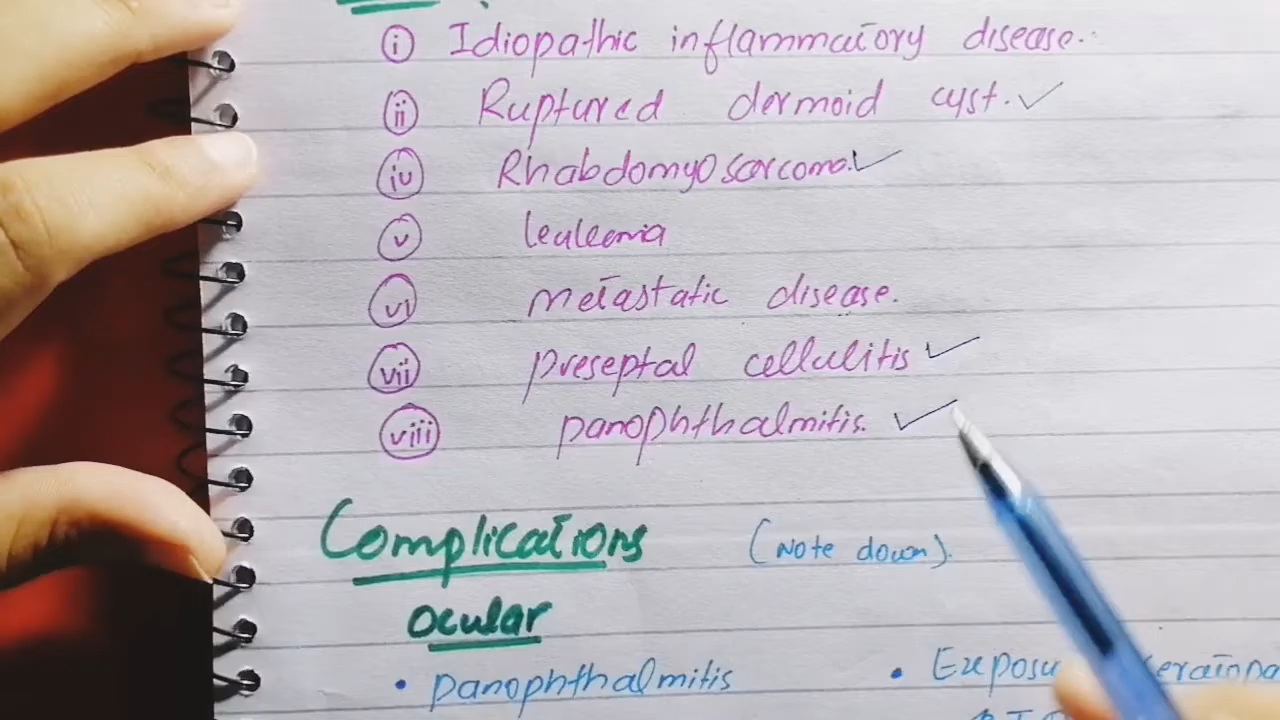 (i) Idiopathic inflammatory disease.
(ii) Ruptured dermoid cyst. ✓
(iv) Rhabdomyosarcoma. ✓
(v) leukemia
(vi) metastatic disease.
(vii) preseptal cellulitis ✓
(viii) panophthalmitis. ✓
Complications (Note down).
Ocular
• panophthalmitis • Exposu